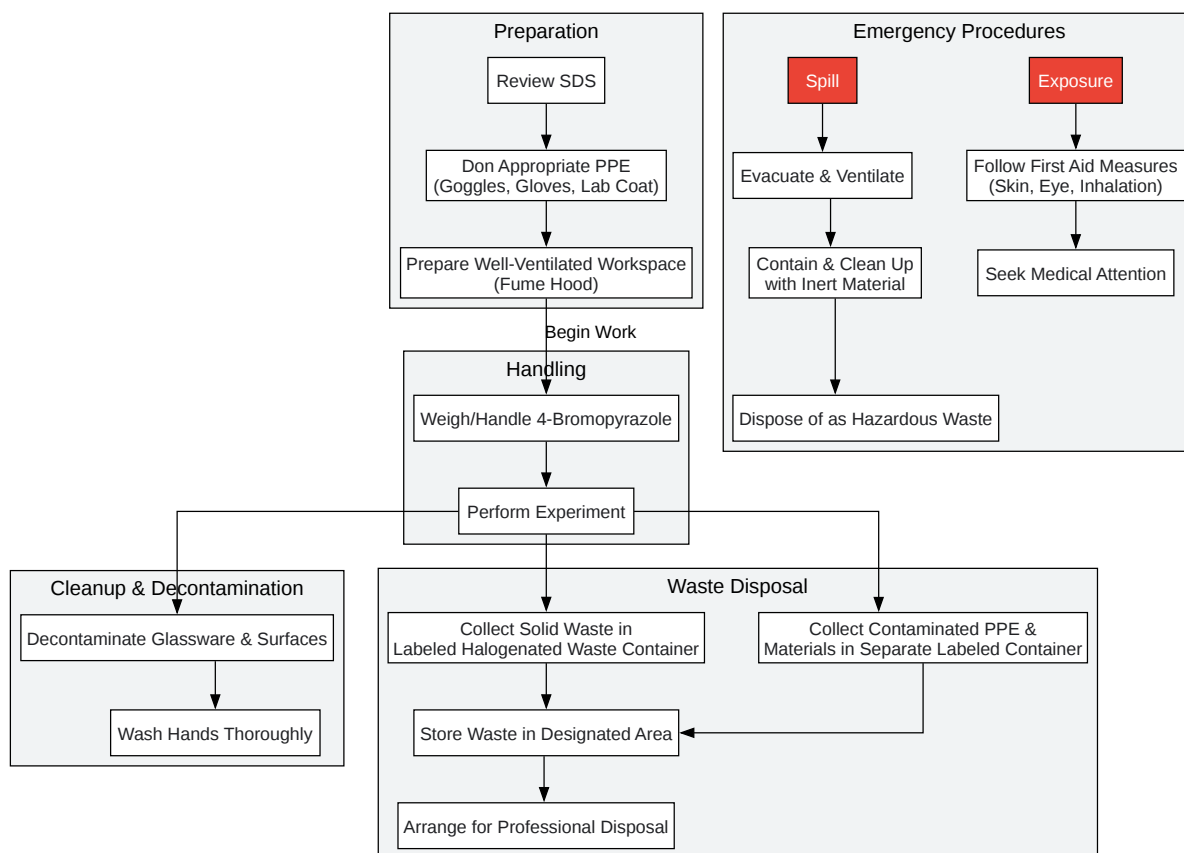 Preparation
Review SDS
Don Appropriate PPE
(Goggles, Gloves, Lab Coat)
Prepare Well-Ventilated Workspace
(Fume Hood)
Begin Work
Emergency Procedures
Spill
Evacuate & Ventilate
Contain & Clean Up
with Inert Material
Dispose of as Hazardous Waste
Exposure
Follow First Aid Measures
(Skin, Eye, Inhalation)
Seek Medical Attention
Handling
Weigh/Handle 4-Bromopyrazole
Perform Experiment
Cleanup & Decontamination
Decontaminate Glassware & Surfaces
Wash Hands Thoroughly
Waste Disposal
Collect Solid Waste in
Labeled Halogenated Waste Container
Collect Contaminated PPE &
Materials in Separate Labeled Container
Store Waste in Designated Area
Arrange for Professional Disposal